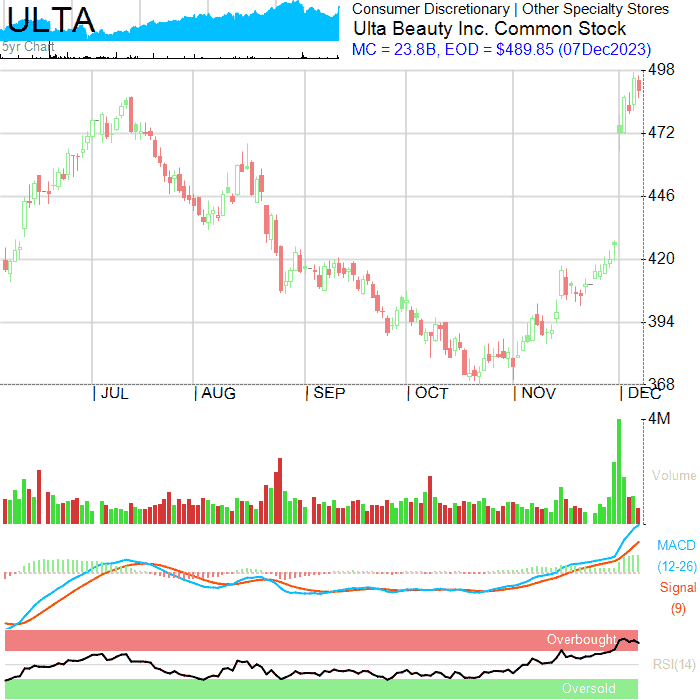 ULTA
5yr Chart
Consumer Discretionary | Other Specialty Stores
Ulta Beauty Inc. Common Stock
MC = 23.8B, EOD = $489.85 (07Dec2023)
498
472
446
420
394
368
| JUL
| AUG
| SEP
| OCT
| NOV
| DEC
4M
Volume
MACD
(12-26)
Signal
(9)
Overbought
RSI(14)
Oversold